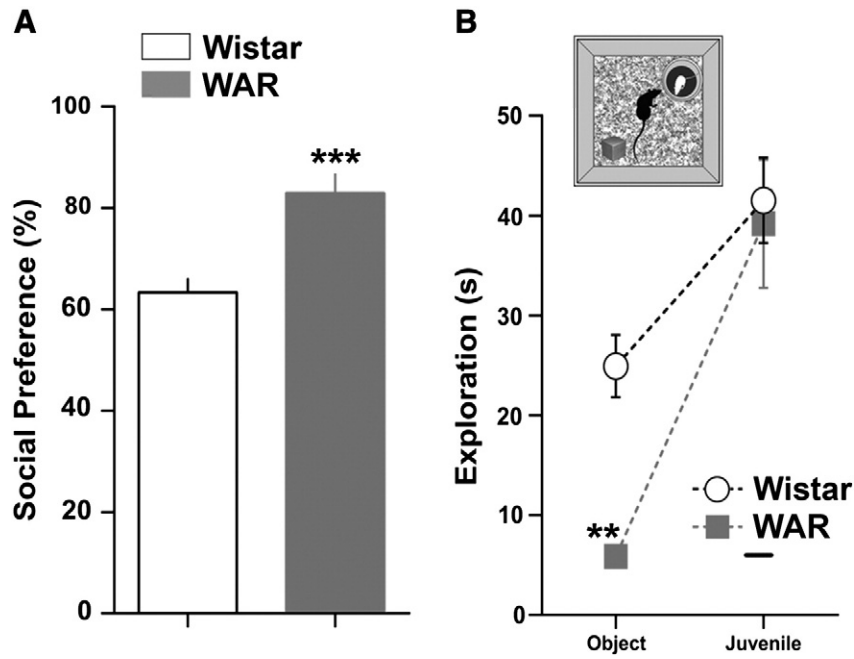 A
Wistar
WAR
Social Preference (%)
100
80
60
40
20
0
***
B
Exploration (s)
50
40
30
20
10
0
**
Wistar
WAR
Object
Juvenile